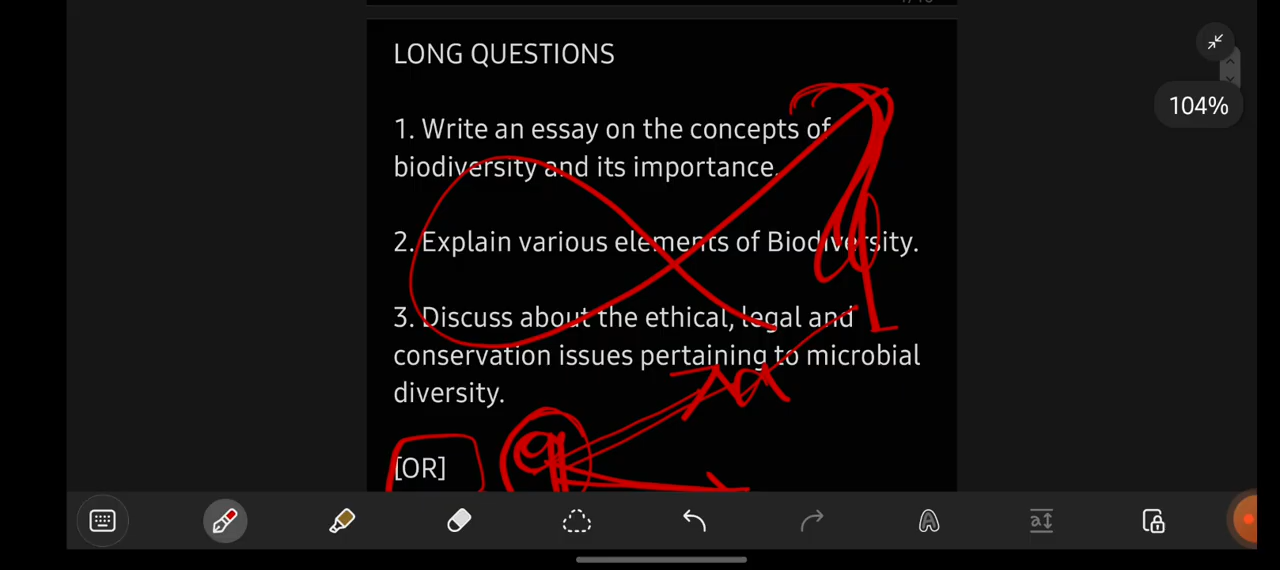 LONG QUESTIONS
104%
1. Write an essay on the concepts of
biodiversity and its importance.
2. Explain various elements of Biodiversity.
3. Discuss about the ethical, legal and
conservation issues pertaining to microbial
diversity.
[OR]